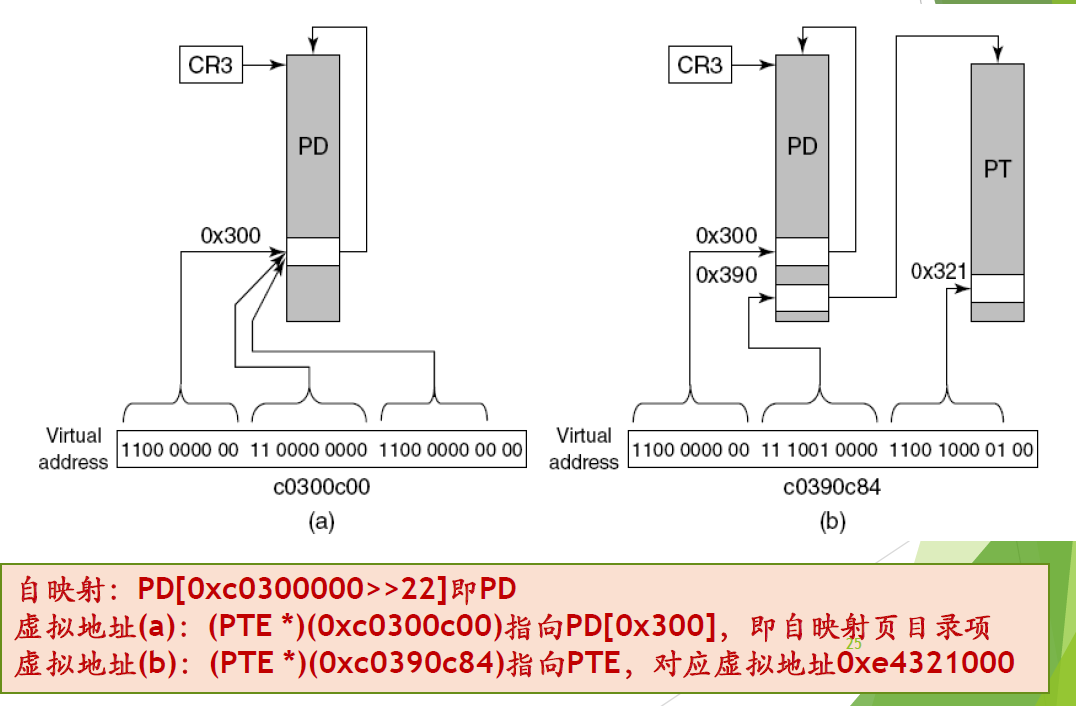 CR3
PD
0x300
Virtual
address
1100 0000 00 11 0000 0000 1100 0000 00 00
c0300c00
(a)
CR3
PD
PT
0x300
0x390
0x321
Virtual
address
1100 0000 00 11 1001 0000 1100 1000 01 00
c0390c84
(b)
自映射：PD[0xc0300000>>22]即PD
虚拟地址(a)：(PTE *)(0xc0300c00)指向PD[0x300]，即自映射页目录项
虚拟地址(b)：(PTE *)(0xc0390c84)指向PTE，对应虚拟地址0xe4321000
25